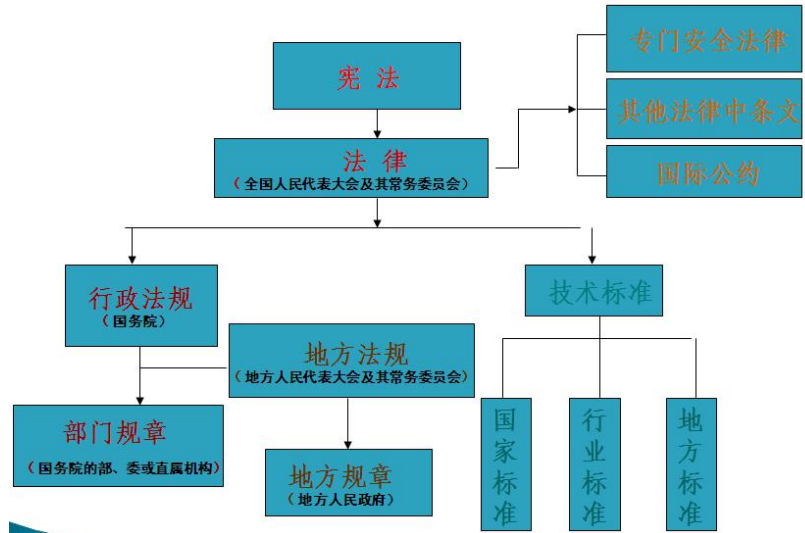 宪 法
专门安全法律
其他法律中条文
国际公约
法 律
（全国人民代表大会及其常务委员会）
行政法规
（国务院）
技术标准
地方法规
（地方人民代表大会及其常务委员会）
部门规章
（国务院的部、委或直属机构）
地方规章
（地方人民政府）
国家标准
行业标准
地方标准